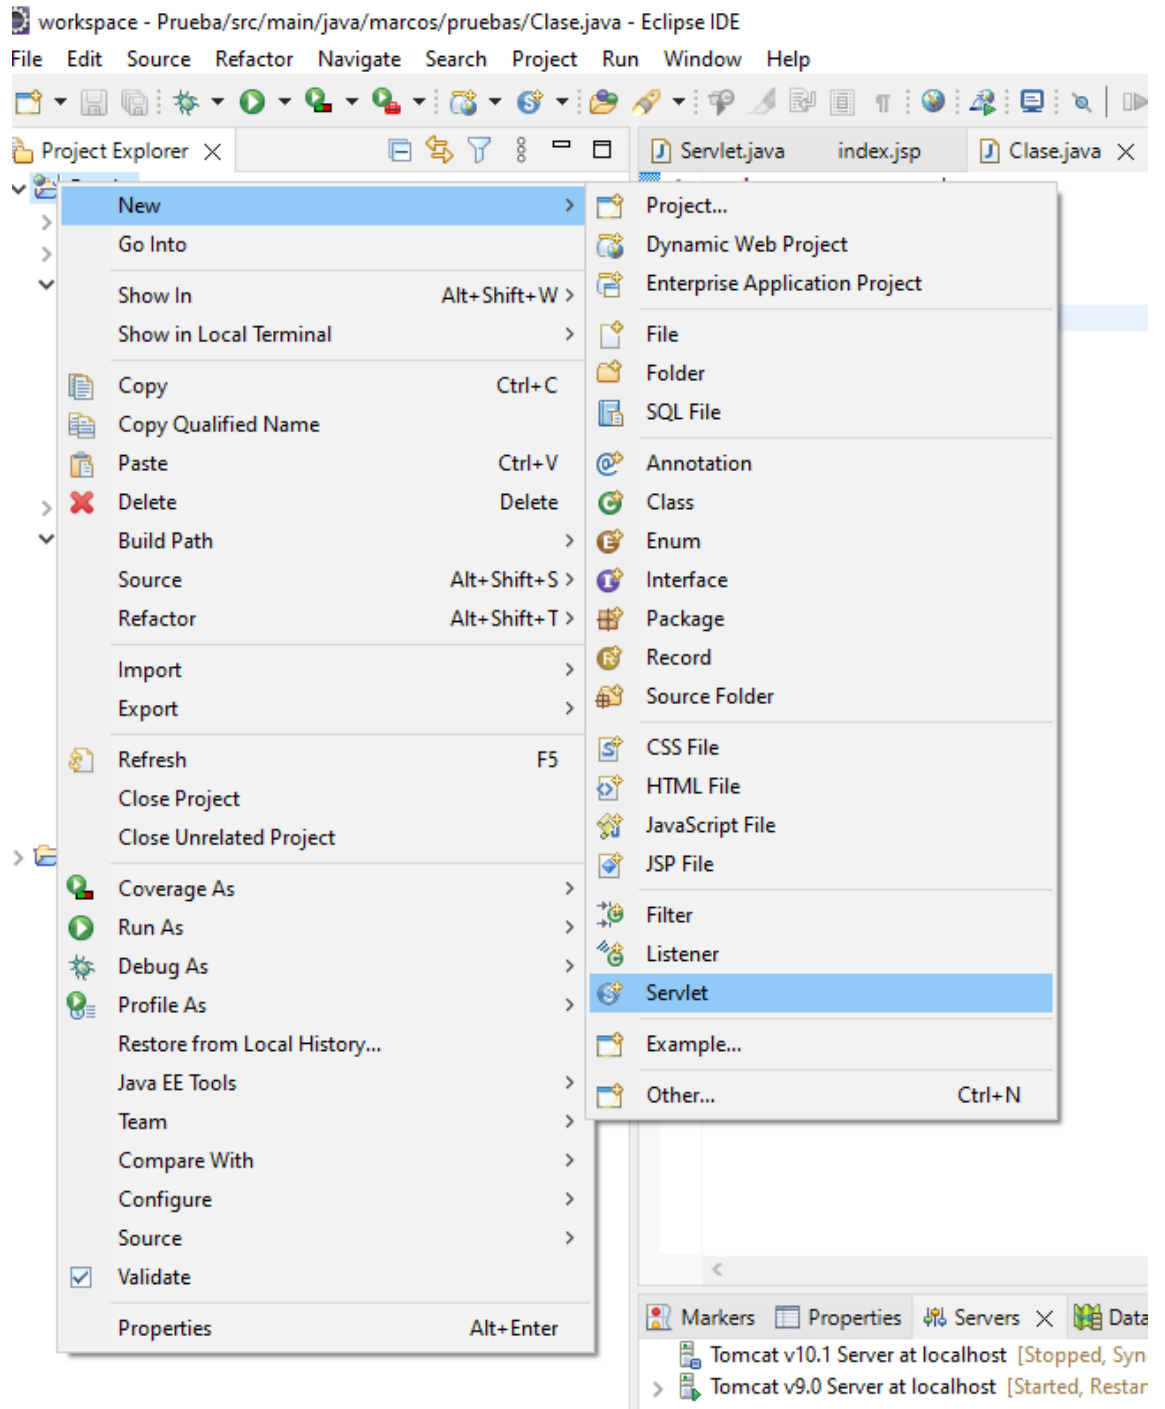 workspace - Prueba/src/main/java/marcos/pruebas/Clase.java - Eclipse IDE
File Edit Source Refactor Navigate Search Project Run Window Help
Project Explorer
Servlet.java index.jsp Clase.java
New
Go Into
Show In Alt+Shift+W >
Show in Local Terminal
Copy Ctrl+C
Copy Qualified Name
Paste Ctrl+V
Delete Delete
Build Path
Source Alt+Shift+S >
Refactor Alt+Shift+T >
Import
Export
Refresh F5
Close Project
Close Unrelated Project
Coverage As
Run As
Debug As
Profile As
Restore from Local History...
Java EE Tools
Team
Compare With
Configure
Source
Validate
Properties Alt+Enter
Project...
Dynamic Web Project
Enterprise Application Project
File
Folder
SQL File
Annotation
Class
Enum
Interface
Package
Record
Source Folder
CSS File
HTML File
JavaScript File
JSP File
Filter
Listener
Servlet
Example...
Other... Ctrl+N
Markers Properties Servers Data
Tomcat v10.1 Server at localhost [Stopped, Syn
Tomcat v9.0 Server at localhost [Started, Restar